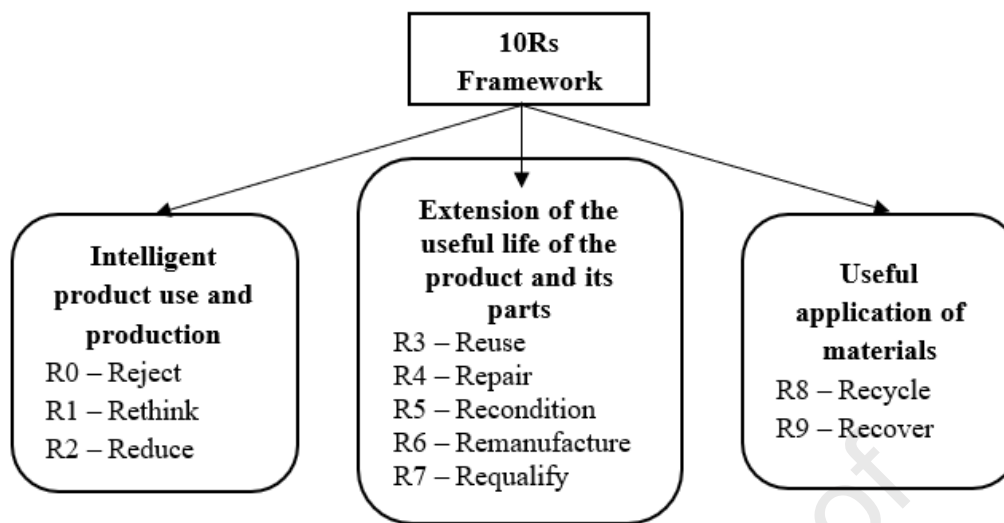 10Rs
Framework
Intelligent
product use and
production
R0 – Reject
R1 – Rethink
R2 – Reduce
Extension of the
useful life of the
product and its
parts
R3 – Reuse
R4 – Repair
R5 – Recondition
R6 – Remanufacture
R7 – Requalify
Useful
application of
materials
R8 – Recycle
R9 – Recover
of